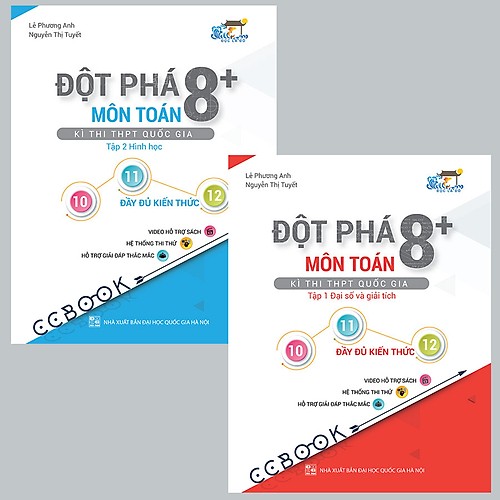 Lê Phương Anh
Nguyễn Thị Tuyết
ĐỘT PHÁ 8+
MÔN TOÁN
KÌ THI THPT QUỐC GIA
Tập 2 Hình học
10
11
12
ĐẦY ĐỦ KIẾN THỨC
VIDEO HỖ TRỢ SÁCH
HỆ THỐNG THI THỬ
HỖ TRỢ GIẢI ĐÁP THẮC MẮC
CCBOOK
NHÀ XUẤT BẢN ĐẠI HỌC QUỐC GIA HÀ NỘI
Lê Phương Anh
Nguyễn Thị Tuyết
ĐỘT PHÁ 8+
MÔN TOÁN
KÌ THI THPT QUỐC GIA
Tập 1 Đại số và giải tích
10
11
12
ĐẦY ĐỦ KIẾN THỨC
VIDEO HỖ TRỢ SÁCH
HỆ THỐNG THI THỬ
HỖ TRỢ GIẢI ĐÁP THẮC MẮC
CCBOOK
NHÀ XUẤT BẢN ĐẠI HỌC QUỐC GIA HÀ NỘI